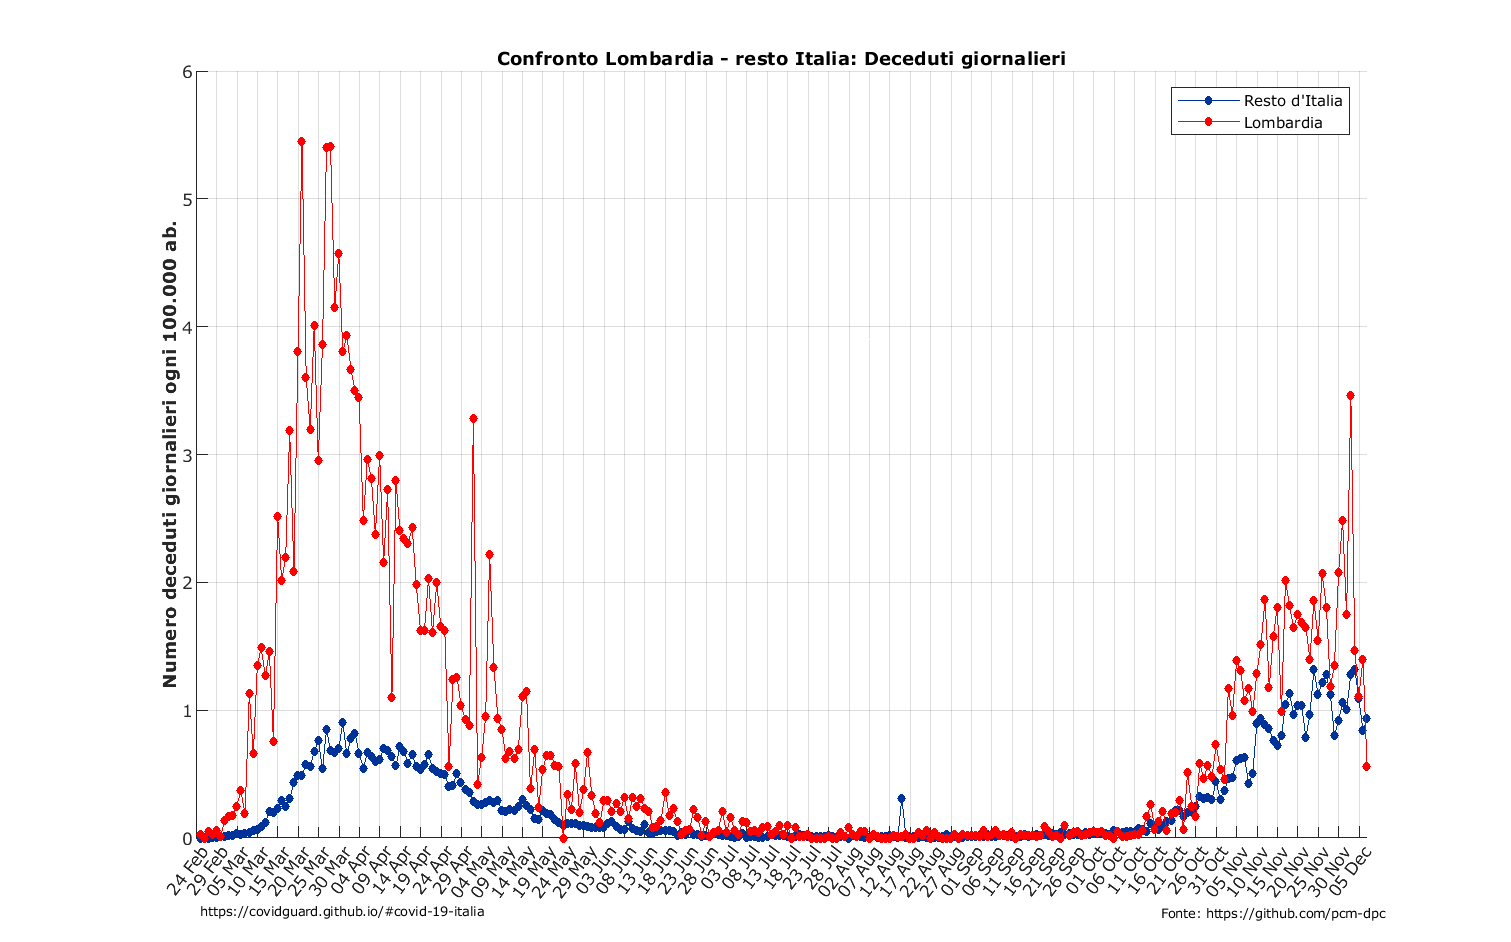 Confronto Lombardia - resto Italia: Deceduti giornalieri
Resto d'Italia
Lombardia
Numero deceduti giornalieri ogni 100.000 ab.
6
5
4
3
2
1
0
24 Feb
29 Feb
05 Mar
10 Mar
15 Mar
20 Mar
25 Mar
30 Mar
04 Apr
09 Apr
14 Apr
19 Apr
24 Apr
29 Apr
04 May
09 May
14 May
19 May
24 May
29 May
03 Jun
08 Jun
13 Jun
18 Jun
23 Jun
28 Jun
03 Jul
08 Jul
13 Jul
18 Jul
23 Jul
28 Jul
02 Aug
07 Aug
12 Aug
17 Aug
22 Aug
27 Aug
01 Sep
06 Sep
11 Sep
16 Sep
21 Sep
26 Sep
01 Oct
06 Oct
11 Oct
16 Oct
21 Oct
26 Oct
31 Oct
05 Nov
10 Nov
15 Nov
20 Nov
25 Nov
30 Nov
05 Dec
https://covidguard.github.io/#covid-19-italia
Fonte: https://github.com/pcm-dpc